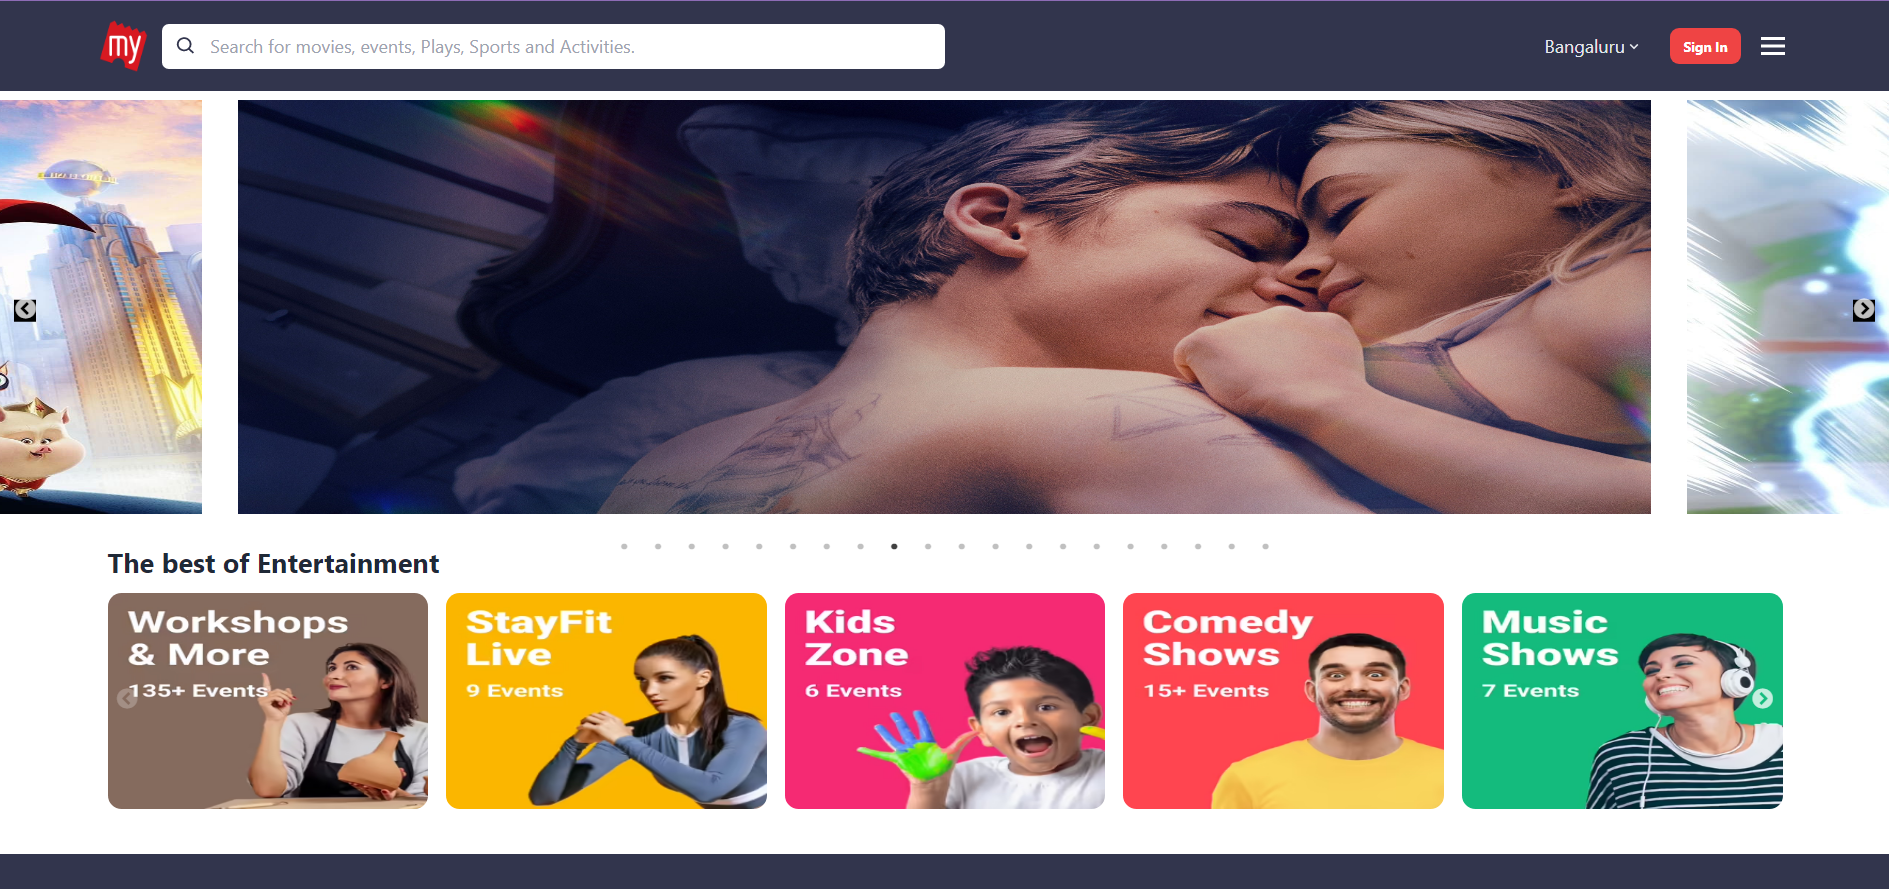 my
Search for movies, events, Plays, Sports and Activities.
Bangaluru
Sign In
The best of Entertainment
Workshops
& More
135+ Events
StayFit
Live
9 Events
Kids
Zone
6 Events
Comedy
Shows
15+ Events
Music
Shows
7 Events